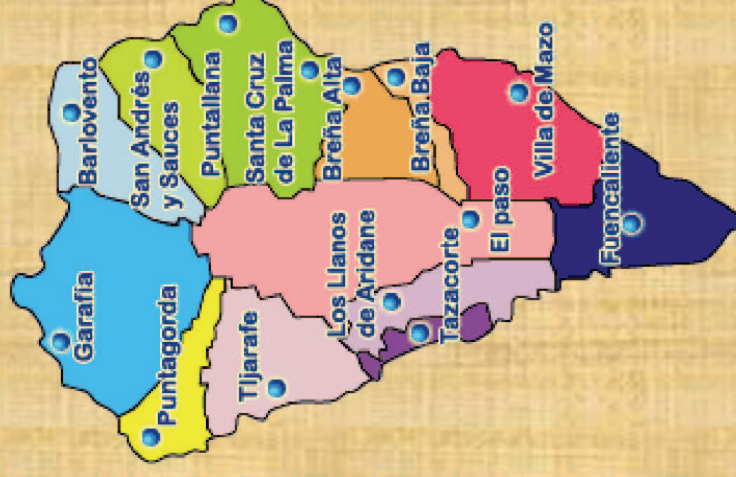 Barlovento
San Andrés
y Sauces
Puntallana
Santa Cruz
de La Palma
Breña Alta
Breña Baja
Villa de Mazo
Garafia
Puntagorda
TIjarafe
Los Llanos
de Aridane
Tazacorte
El paso
Fuencaliente